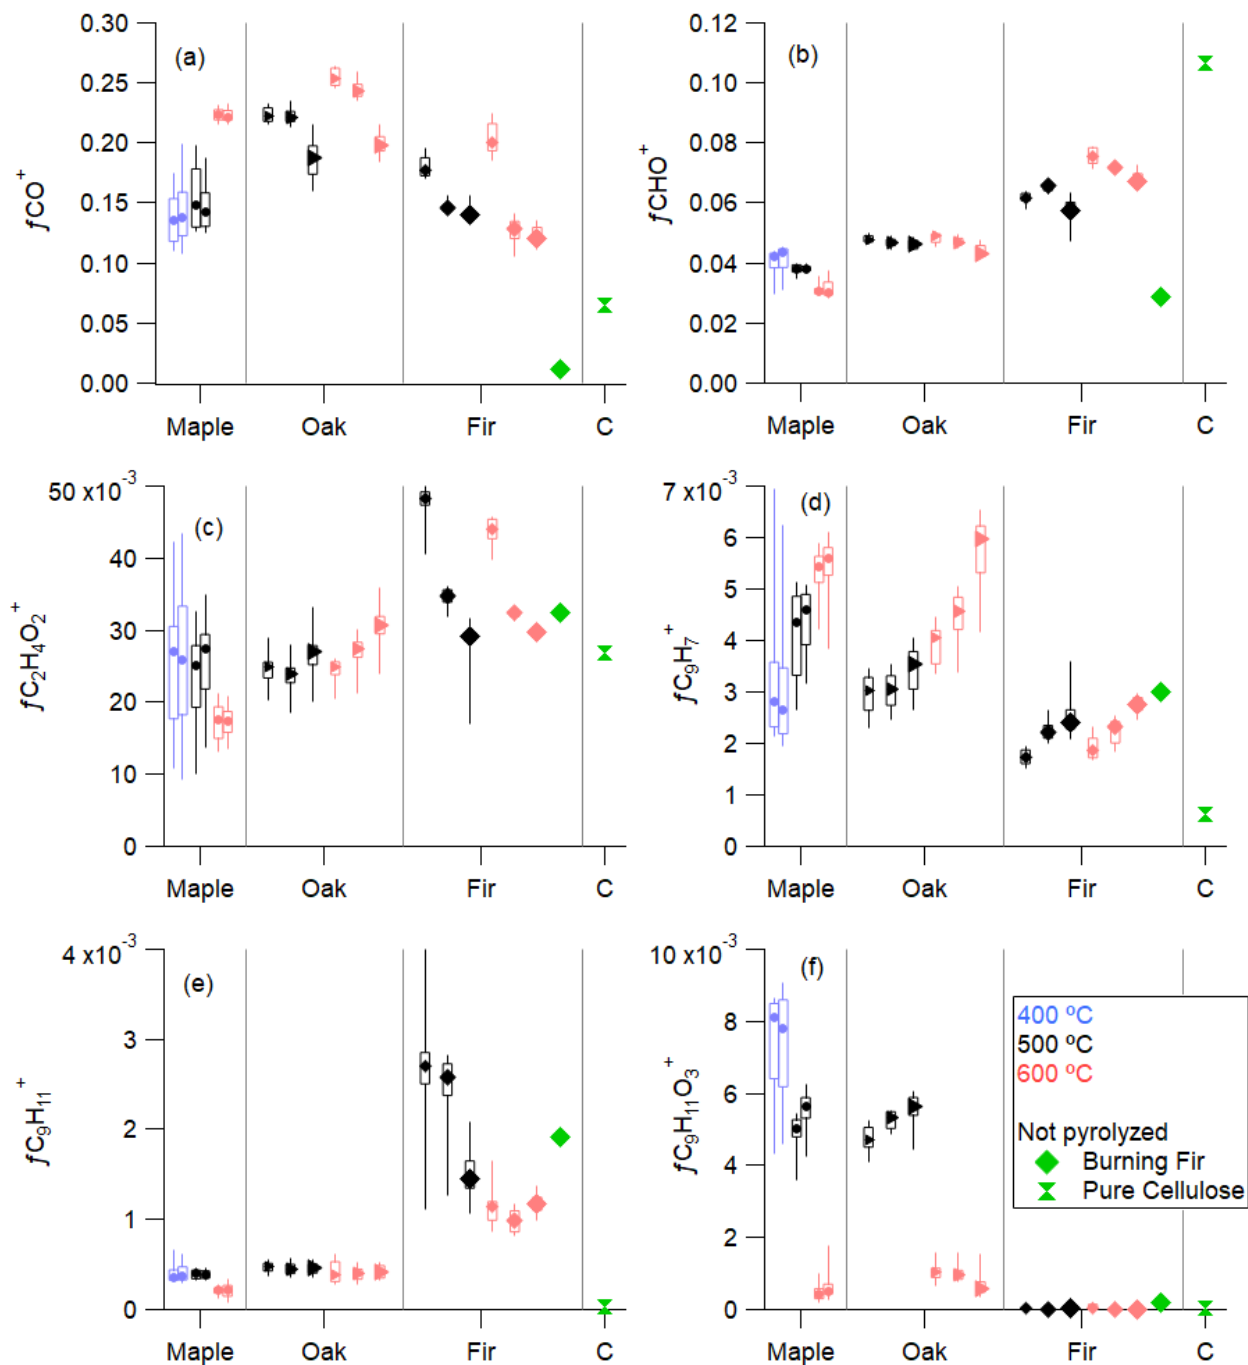 0.30
0.25
0.20
0.15
0.10
0.05
0.00
fCO+
(a)
Maple Oak Fir C
0.12
0.10
0.08
0.06
0.04
0.02
0.00
fCHO+
(b)
Maple Oak Fir C
50 x10-3
40
30
20
10
0
fC2H4O2+
(c)
Maple Oak Fir C
7 x10-3
6
5
4
3
2
1
0
fC9H7+
(d)
Maple Oak Fir C
4 x10-3
3
2
1
0
fC9H11+
(e)
Maple Oak Fir C
10 x10-3
8
6
4
2
0
fC9H11O3+
(f)
400 ºC
500 ºC
600 ºC
Not pyrolyzed
Burning Fir
Pure Cellulose
Maple Oak Fir C